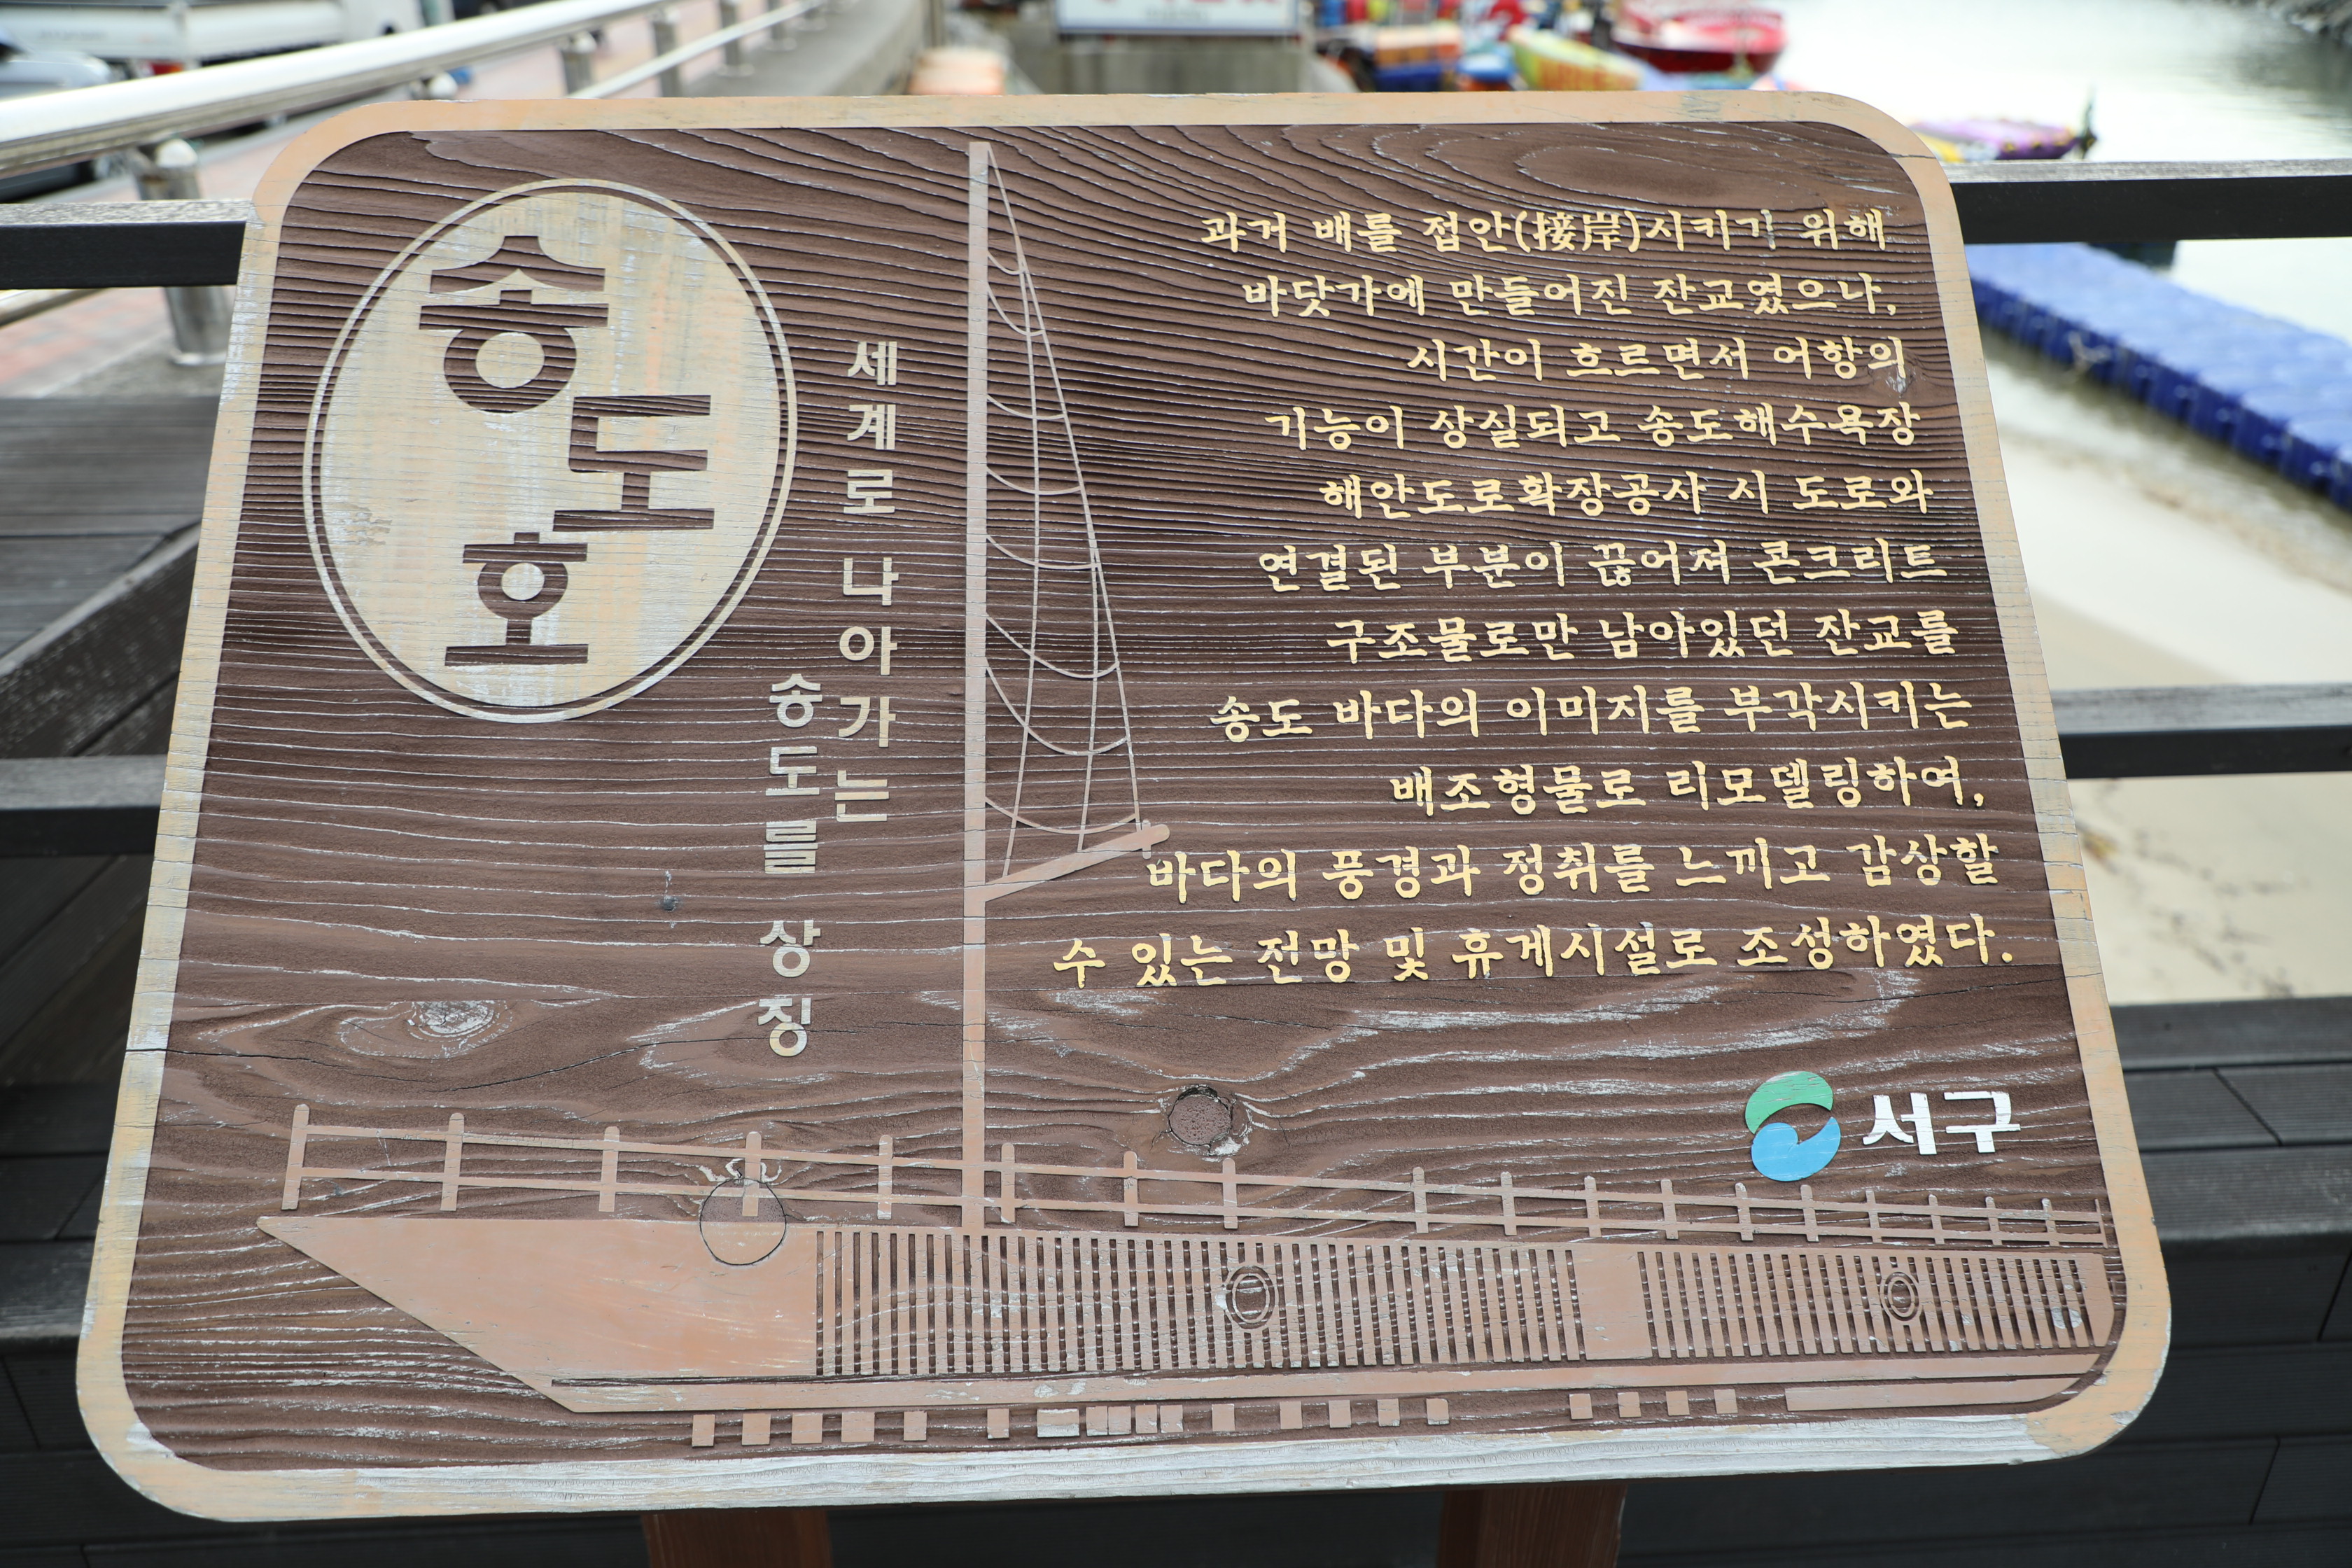 송도호
세계로 나아가는
송도를 상징
과거 배를 접안(接岸)시키기 위해
바닷가에 만들어진 잔교였으나,
시간이 흐르면서 어항의
기능이 상실되고 송도해수욕장
해안도로확장공사 시 도로와
연결된 부분이 끊어져 콘크리트
구조물로만 남아있던 잔교를
송도 바다의 이미지를 부각시키는
배조형물로 리모델링하여,
바다의 풍경과 정취를 느끼고 감상할
수 있는 전망 및 휴게시설로 조성하였다.
서구